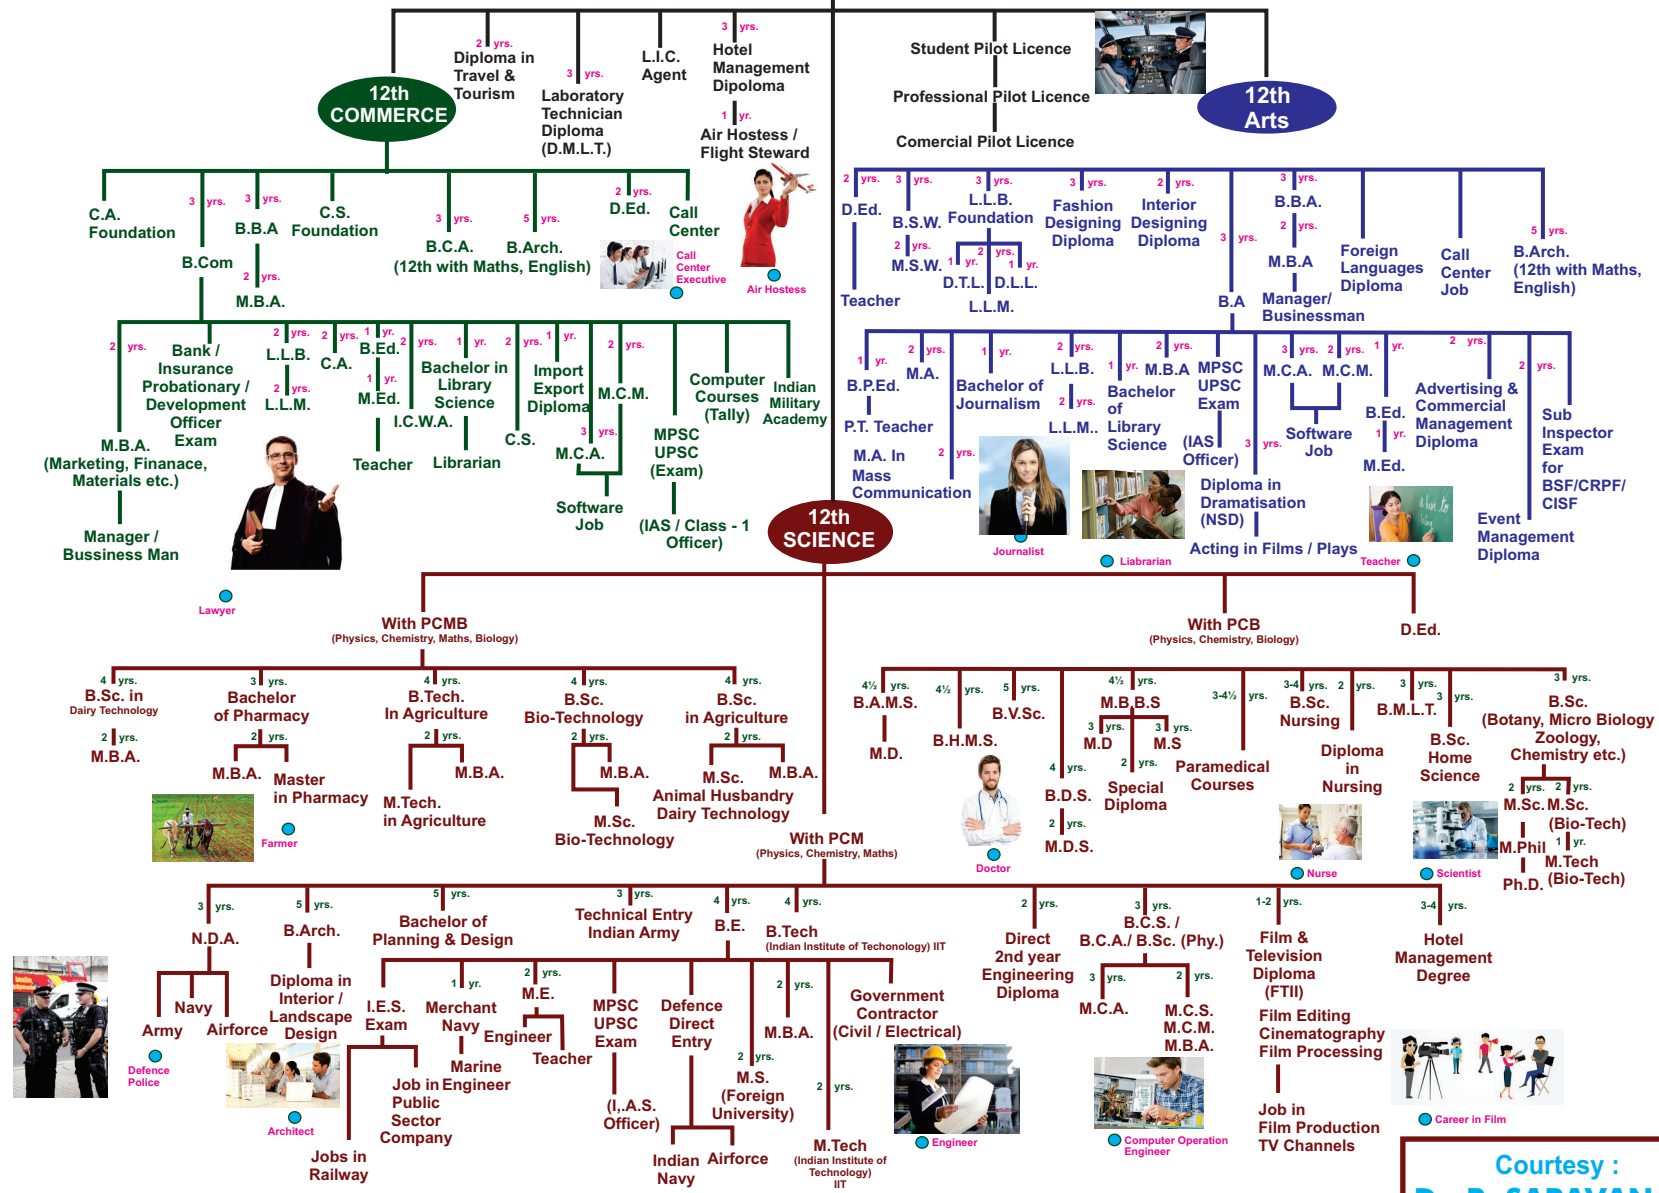 2 yrs.
Diploma in
Travel &
Tourism
3 yrs.
Laboratory
Technician
Diploma
(D.M.L.T.)
L.I.C.
Agent
3 yrs.
Hotel
Management
Dipoloma
1 yr.
Air Hostess /
Flight Steward
Air Hostess
Student Pilot Licence
Professional Pilot Licence
Comercial Pilot Licence
12th
COMMERCE
C.A.
Foundation
3 yrs.
B.Com
3 yrs.
B.B.A
2 yrs.
M.B.A.
C.S.
Foundation
3 yrs.
B.C.A.
5 yrs.
B.Arch.
(12th with Maths, English)
2 yrs.
D.Ed.
Call
Center
Call
Center
Executive
2 yrs.
M.B.A.
(Marketing, Finanace,
Materials etc.)
Manager /
Bussiness Man
Bank /
Insurance
Probationary /
Development
Officer
Exam
2 yrs.
L.L.B.
2 yrs.
L.L.M.
2 yrs.
C.A.
1 yr.
B.Ed.
1 yr.
M.Ed.
Teacher
2 yrs.
I.C.W.A.
1 yr.
Bachelor in
Library
Science
Librarian
2 yrs.
C.S.
1 yr.
Import
Export
Diploma
3 yrs.
M.C.A.
2 yrs.
M.C.M.
Software
Job
MPSC
UPSC
(Exam)
(IAS / Class - 1
Officer)
Computer
Courses
(Tally)
Indian
Military
Academy
Lawyer
12th
Arts
2 yrs.
D.Ed.
Teacher
3 yrs.
B.S.W.
2 yrs.
M.S.W.
3 yrs.
L.L.B.
Foundation
1 yr.
D.T.L.
2 yrs.
L.L.M.
1 yr.
D.L.L.
3 yrs.
Fashion
Designing
Diploma
2 yrs.
Interior
Designing
Diploma
3 yrs.
B.A
3 yrs.
B.B.A.
2 yrs.
M.B.A
Manager/
Businessman
Foreign
Languages
Diploma
Call
Center
Job
5 yrs.
B.Arch.
(12th with Maths,
English)
1 yr.
B.P.Ed.
P.T. Teacher
2 yrs.
M.A.
2 yrs.
M.A. In
Mass
Communication
1 yr.
Bachelor of
Journalism
Journalist
2 yrs.
L.L.B.
2 yrs.
L.L.M..
1 yr.
Bachelor
of
Library
Science
Liabrarian
2 yrs.
M.B.A
MPSC
UPSC
Exam
(IAS
Officer)
3 yrs.
Diploma in
Dramatisation
(NSD)
Acting in Films / Plays
3 yrs.
M.C.A.
2 yrs.
M.C.M.
Software
Job
1 yr.
B.Ed.
1 yr.
M.Ed.
Teacher
2 yrs.
Advertising &
Commercial
Management
Diploma
2 yrs.
Event
Management
Diploma
Sub
Inspector
Exam
for
BSF/CRPF/
CISF
12th
SCIENCE
With PCMB
(Physics, Chemistry, Maths, Biology)
4 yrs.
B.Sc. in
Dairy Technology
2 yrs.
M.B.A.
3 yrs.
Bachelor
of Pharmacy
2 yrs.
M.B.A.
Master
in Pharmacy
Farmer
4 yrs.
B.Tech.
In Agriculture
2 yrs.
M.B.A.
M.Tech.
in Agriculture
4 yrs.
B.Sc.
Bio-Technology
2 yrs.
M.B.A.
M.Sc.
Bio-Technology
4 yrs.
B.Sc.
in Agriculture
2 yrs.
M.B.A.
M.Sc.
Animal Husbandry
Dairy Technology
With PCB
(Physics, Chemistry, Biology)
D.Ed.
4½ yrs.
B.A.M.S.
M.D.
4½ yrs.
B.H.M.S.
5 yrs.
B.V.Sc.
4 yrs.
B.D.S.
2 yrs.
M.D.S.
4½ yrs.
M.B.B.S
3 yrs.
M.D
3 yrs.
M.S
2 yrs.
Special
Diploma
3-4½ yrs.
Paramedical
Courses
3-4 yrs.
B.Sc.
Nursing
2 yrs.
Diploma
in
Nursing
3 yrs.
B.M.L.T.
3 yrs.
B.Sc.
Home
Science
3 yrs.
B.Sc.
(Botany, Micro Biology
Zoology,
Chemistry etc.)
2 yrs.
M.Sc.
M.Phil
Ph.D.
2 yrs.
M.Sc.
(Bio-Tech)
1 yr.
M.Tech
(Bio-Tech)
Doctor
Nurse
Scientist
With PCM
(Physics, Chemistry, Maths)
3 yrs.
N.D.A.
Army
Navy
Airforce
Defence
Police
5 yrs.
B.Arch.
Diploma in
Interior /
Landscape
Design
Architect
5 yrs.
Bachelor of
Planning & Design
3 yrs.
Technical Entry
Indian Army
4 yrs.
B.E.
4 yrs.
B.Tech
(Indian Institute of Techonology) IIT
I.E.S.
Exam
Jobs in
Railway
Job in
Public
Sector
Company
1 yr.
Merchant
Navy
Marine
Engineer
2 yrs.
M.E.
Engineer
Teacher
MPSC
UPSC
Exam
(I,.A.S.
Officer)
Defence
Direct
Entry
Indian
Navy
Airforce
2 yrs.
M.S.
(Foreign
University)
2 yrs.
M.B.A.
2 yrs.
M.Tech
(Indian Institute of
Technology)
IIT
Government
Contractor
(Civil / Electrical)
Engineer
2 yrs.
Direct
2nd year
Engineering
Diploma
3 yrs.
B.C.S. /
B.C.A./ B.Sc. (Phy.)
3 yrs.
M.C.A.
2 yrs.
M.C.S.
M.C.M.
M.B.A.
Computer Operation
Engineer
1-2 yrs.
Film &
Television
Diploma
(FTII)
Film Editing
Cinematography
Film Processing
Job in
Film Production
TV Channels
3-4 yrs.
Hotel
Management
Degree
Career in Film
Courtesy :